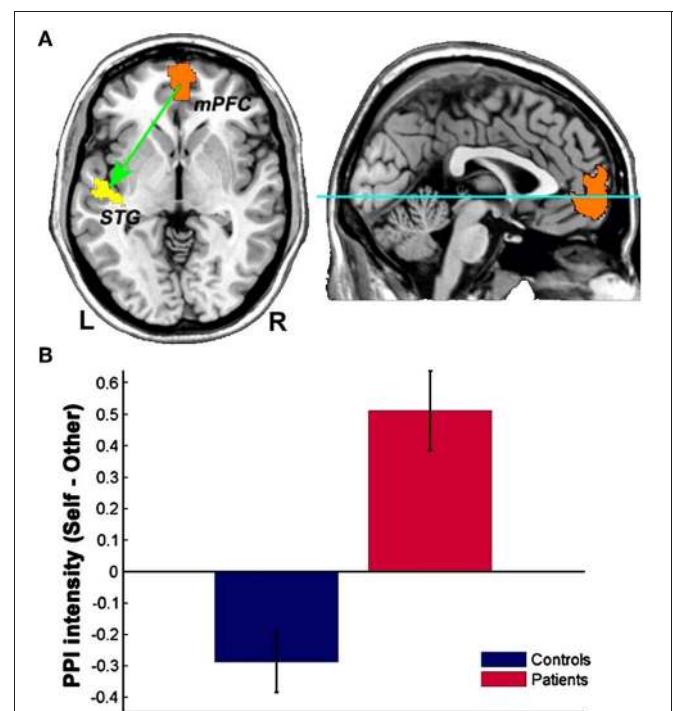 A
mPFC
STG
L
R
B
PPI intensity (Self - Other)
0.6
0.5
0.4
0.3
0.2
0.1
0
-0.1
-0.2
-0.3
-0.4
Controls
Patients